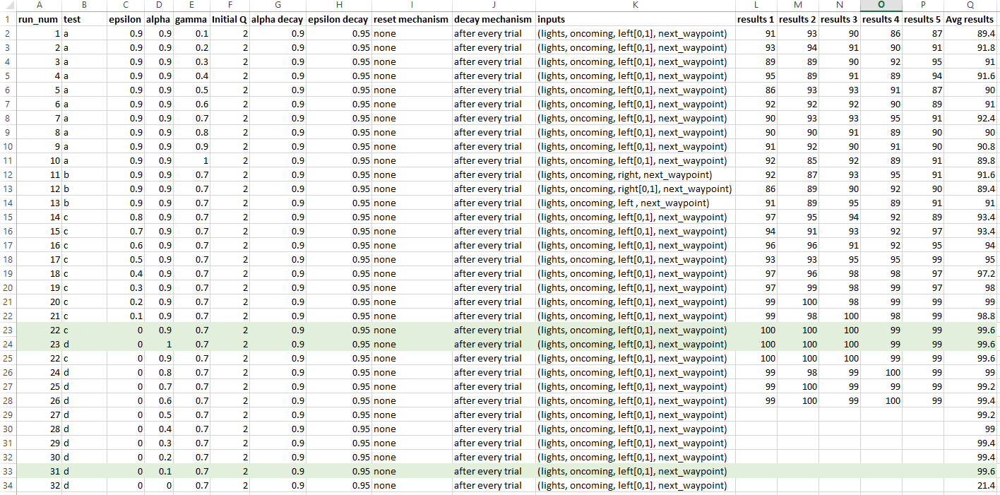 A B C D E F G H I J K L M N O P Q
1 run_num test epsilon alpha gamma Initial Q alpha decay epsilon decay reset mechanism decay mechanism inputs results 1 results 2 results 3 results 4 results 5 Avg results
2 1 a 0.9 0.9 0.1 2 0.9 0.95 none after every trial (lights, oncoming, left[0,1], next_waypoint) 91 93 90 86 87 89.4
3 2 a 0.9 0.9 0.2 2 0.9 0.95 none after every trial (lights, oncoming, left[0,1], next_waypoint) 93 94 91 90 91 91.8
4 3 a 0.9 0.9 0.3 2 0.9 0.95 none after every trial (lights, oncoming, left[0,1], next_waypoint) 89 89 90 92 95 91
5 4 a 0.9 0.9 0.4 2 0.9 0.95 none after every trial (lights, oncoming, left[0,1], next_waypoint) 95 89 91 89 94 91.6
6 5 a 0.9 0.9 0.5 2 0.9 0.95 none after every trial (lights, oncoming, left[0,1], next_waypoint) 86 93 93 91 87 90
7 6 a 0.9 0.9 0.6 2 0.9 0.95 none after every trial (lights, oncoming, left[0,1], next_waypoint) 92 92 92 90 89 91
8 7 a 0.9 0.9 0.7 2 0.9 0.95 none after every trial (lights, oncoming, left[0,1], next_waypoint) 90 93 93 95 91 92.4
9 8 a 0.9 0.9 0.8 2 0.9 0.95 none after every trial (lights, oncoming, left[0,1], next_waypoint) 90 90 91 89 90 90
10 9 a 0.9 0.9 0.9 2 0.9 0.95 none after every trial (lights, oncoming, left[0,1], next_waypoint) 91 92 90 91 90 90.8
11 10 a 0.9 0.9 1 2 0.9 0.95 none after every trial (lights, oncoming, left[0,1], next_waypoint) 92 85 92 89 91 89.8
12 11 b 0.9 0.9 0.7 2 0.9 0.95 none after every trial (lights, oncoming, right, next_waypoint) 92 87 93 95 91 91.6
13 12 b 0.9 0.9 0.7 2 0.9 0.95 none after every trial (lights, oncoming, right[0,1], next_waypoint) 86 89 90 92 90 89.4
14 13 b 0.9 0.9 0.7 2 0.9 0.95 none after every trial (lights, oncoming, left , next_waypoint) 91 89 95 89 91 91
15 14 c 0.8 0.9 0.7 2 0.9 0.95 none after every trial (lights, oncoming, left[0,1], next_waypoint) 97 95 94 92 89 93.4
16 15 c 0.7 0.9 0.7 2 0.9 0.95 none after every trial (lights, oncoming, left[0,1], next_waypoint) 94 91 93 92 97 93.4
17 16 c 0.6 0.9 0.7 2 0.9 0.95 none after every trial (lights, oncoming, left[0,1], next_waypoint) 96 96 91 92 95 94
18 17 c 0.5 0.9 0.7 2 0.9 0.95 none after every trial (lights, oncoming, left[0,1], next_waypoint) 93 93 95 95 99 95
19 18 c 0.4 0.9 0.7 2 0.9 0.95 none after every trial (lights, oncoming, left[0,1], next_waypoint) 97 96 98 98 97 97.2
20 19 c 0.3 0.9 0.7 2 0.9 0.95 none after every trial (lights, oncoming, left[0,1], next_waypoint) 97 99 98 99 97 98
21 20 c 0.2 0.9 0.7 2 0.9 0.95 none after every trial (lights, oncoming, left[0,1], next_waypoint) 99 100 98 99 99 99
22 21 c 0.1 0.9 0.7 2 0.9 0.95 none after every trial (lights, oncoming, left[0,1], next_waypoint) 99 98 100 98 99 98.8
23 22 c 0 0.9 0.7 2 0.9 0.95 none after every trial (lights, oncoming, left[0,1], next_waypoint) 100 100 100 99 99 99.6
24 23 d 0 1 0.7 2 0.9 0.95 none after every trial (lights, oncoming, left[0,1], next_waypoint) 100 100 100 99 99 99.6
25 22 c 0 0.9 0.7 2 0.9 0.95 none after every trial (lights, oncoming, left[0,1], next_waypoint) 100 100 100 99 99 99.6
26 24 d 0 0.8 0.7 2 0.9 0.95 none after every trial (lights, oncoming, left[0,1], next_waypoint) 99 98 99 100 99 99
27 25 d 0 0.7 0.7 2 0.9 0.95 none after every trial (lights, oncoming, left[0,1], next_waypoint) 99 100 99 99 99 99.2
28 26 d 0 0.6 0.7 2 0.9 0.95 none after every trial (lights, oncoming, left[0,1], next_waypoint) 99 100 99 100 99 99.4
29 27 d 0 0.5 0.7 2 0.9 0.95 none after every trial (lights, oncoming, left[0,1], next_waypoint) 99.2
30 28 d 0 0.4 0.7 2 0.9 0.95 none after every trial (lights, oncoming, left[0,1], next_waypoint) 99
31 29 d 0 0.3 0.7 2 0.9 0.95 none after every trial (lights, oncoming, left[0,1], next_waypoint) 99.4
32 30 d 0 0.2 0.7 2 0.9 0.95 none after every trial (lights, oncoming, left[0,1], next_waypoint) 99.4
33 31 d 0 0.1 0.7 2 0.9 0.95 none after every trial (lights, oncoming, left[0,1], next_waypoint) 99.6
34 32 d 0 0 0.7 2 0.9 0.95 none after every trial (lights, oncoming, left[0,1], next_waypoint) 21.4